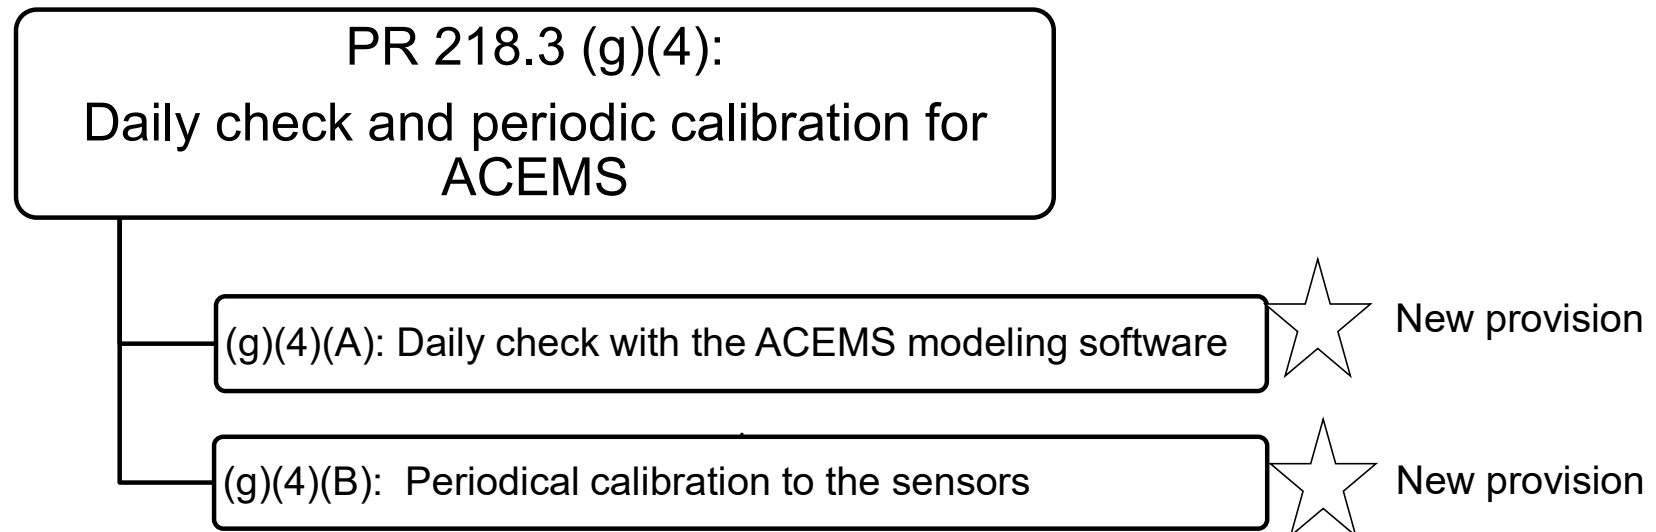 PR 218.3 (g)(4):
Daily check and periodic calibration for
ACEMS
(g)(4)(A): Daily check with the ACEMS modeling software
New provision
(g)(4)(B):  Periodical calibration to the sensors
New provision